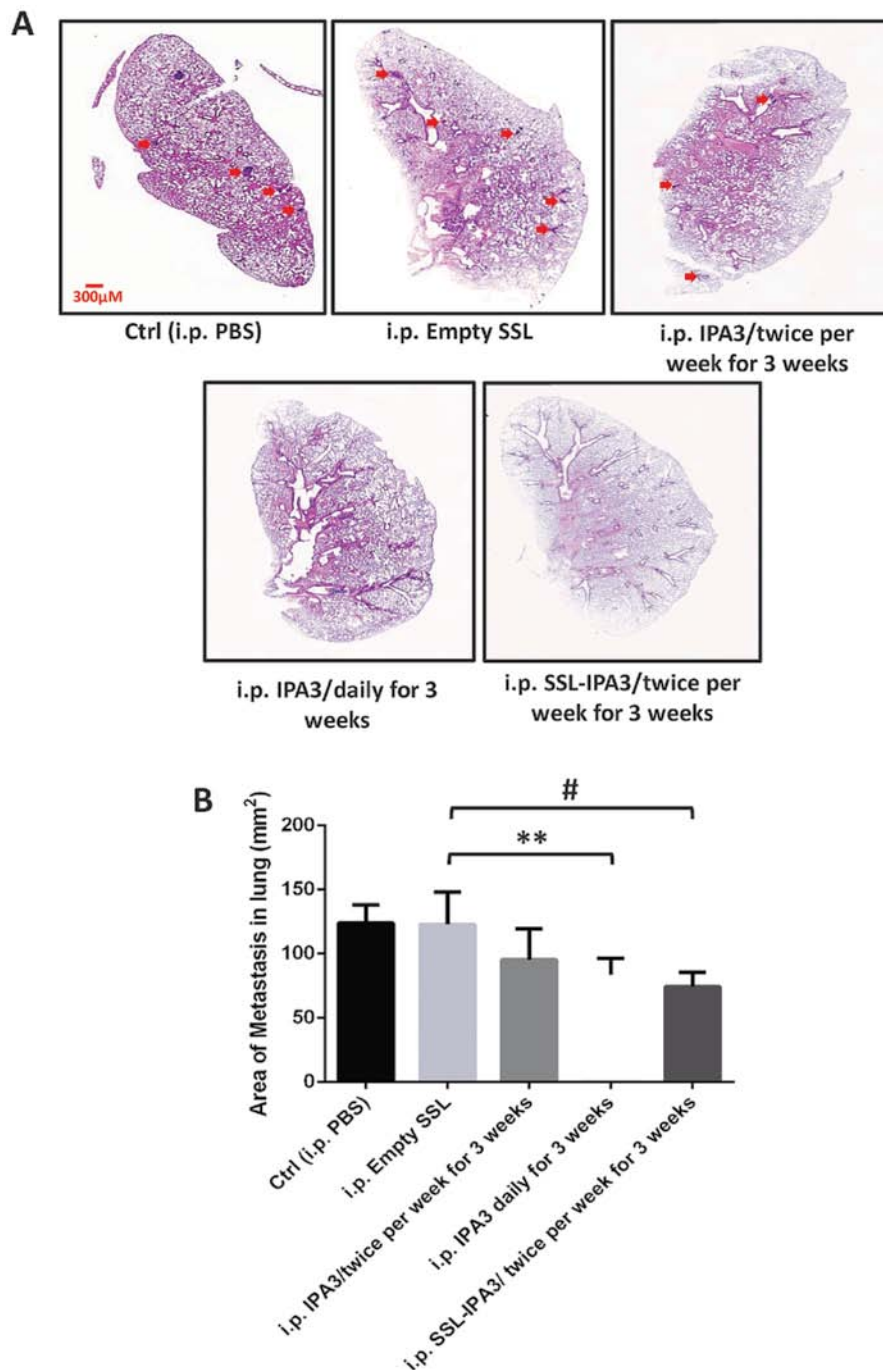 A
300µM
Ctrl (i.p. PBS)
i.p. Empty SSL
i.p. IPA3/twice per
week for 3 weeks
i.p. IPA3/daily for 3
weeks
i.p. SSL-IPA3/twice per
week for 3 weeks
B
Area of Metastasis in lung (mm²)
200
150
100
50
0
#
**
Ctrl (i.p. PBS)
i.p. Empty SSL
i.p. IPA3/twice per week for 3 weeks
i.p. IPA3 daily for 3 weeks
i.p. SSL-IPA3/ twice per week for 3 weeks